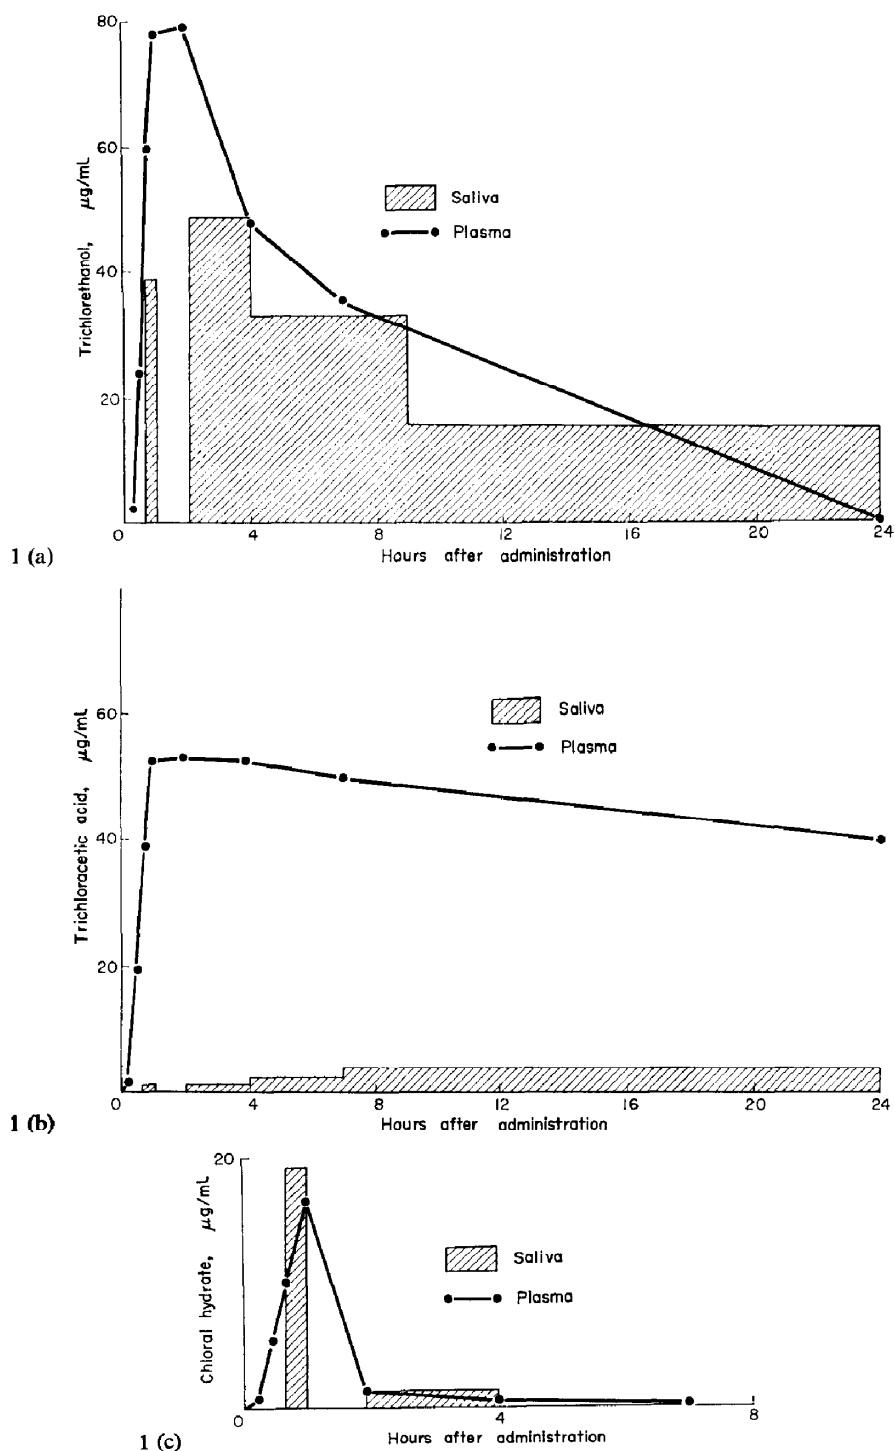 80
60
40
20
Trichlorethanol, µg/mL
Saliva
Plasma
0 4 8 12 16 20 24
Hours after administration
1 (a)
60
40
20
Trichloracetic acid, µg/mL
Saliva
Plasma
0 4 8 12 16 20 24
Hours after administration
1 (b)
20
Chloral hydrate, µg/mL
Saliva
Plasma
0 4 8
Hours after administration
1 (c)